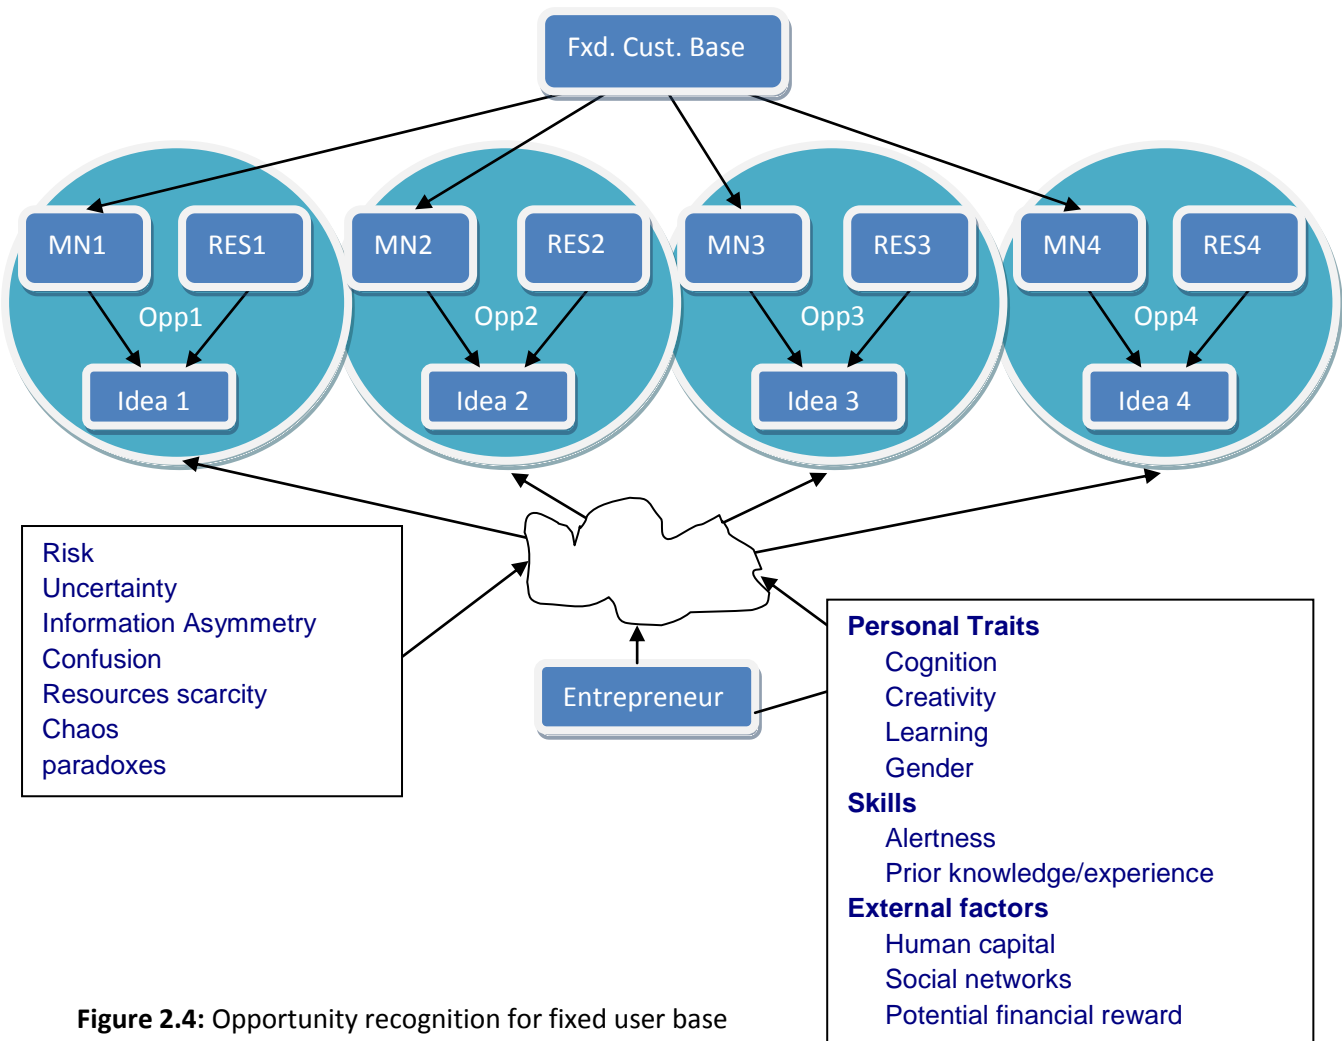 Fxd. Cust. Base
MN1
RES1
MN2
RES2
MN3
RES3
MN4
RES4
Opp1
Opp2
Opp3
Opp4
Idea 1
Idea 2
Idea 3
Idea 4
Risk
Uncertainty
Information Asymmetry
Confusion
Resources scarcity
Chaos
paradoxes
Entrepreneur
Personal Traits
Cognition
Creativity
Learning
Gender
Skills
Alertness
Prior knowledge/experience
External factors
Human capital
Social networks
Potential financial reward
Figure 2.4: Opportunity recognition for fixed user base